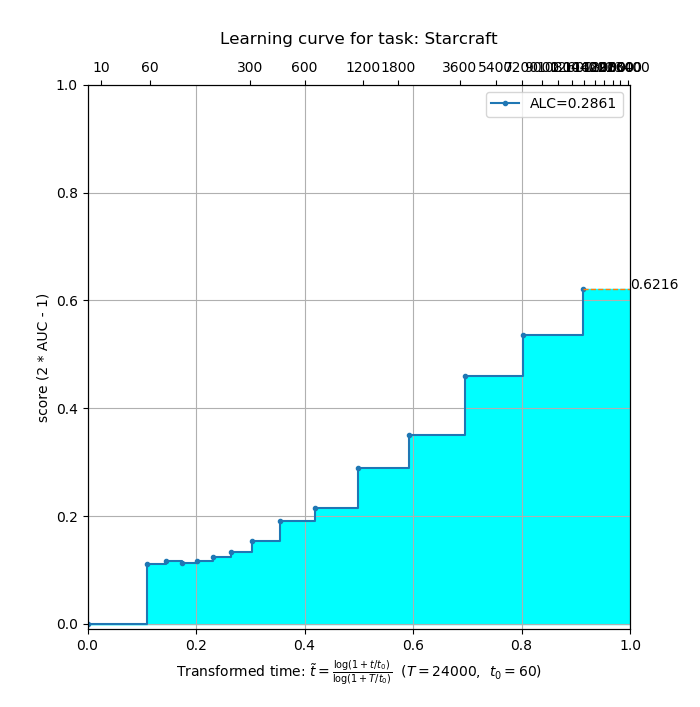 Learning curve for task: Starcraft
10 60 300 600 1200 1800 3600 5400 7200
ALC=0.2861
1.0
0.8
0.6
0.4
0.2
0.0
0.6216
score (2 * AUC - 1)
0.0 0.2 0.4 0.6 0.8 1.0
Transformed time: t̃ = log(1 + t/t₀) / log(1 + T/t₀) (T = 24000, t₀ = 60)